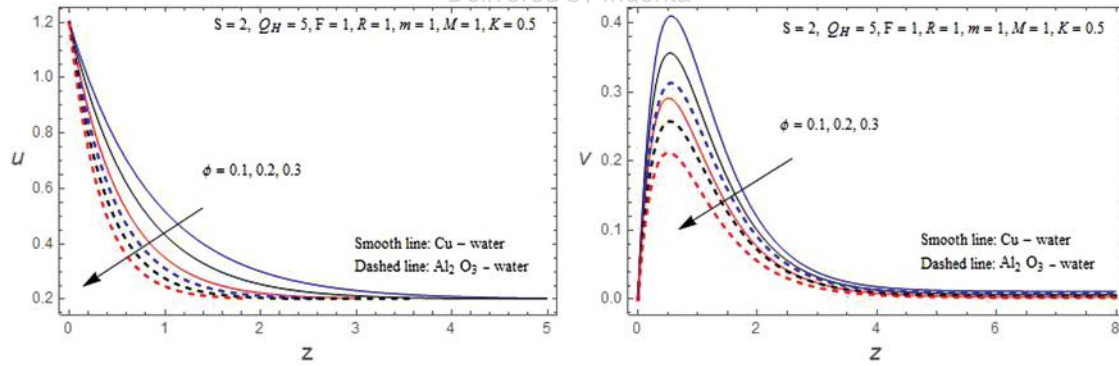 S = 2, Q_H = 5, F = 1, R = 1, m = 1, M = 1, K = 0.5
1.2
1.0
0.8
u
0.6
0.4
0.2
ϕ = 0.1, 0.2, 0.3
Smooth line: Cu – water
Dashed line: Al₂ O₃ – water
0 1 2 3 4 5
z
S = 2, Q_H = 5, F = 1, R = 1, m = 1, M = 1, K = 0.5
0.4
0.3
v
0.2
0.1
0.0
ϕ = 0.1, 0.2, 0.3
Smooth line: Cu – water
Dashed line: Al₂ O₃ – water
0 2 4 6 8
z